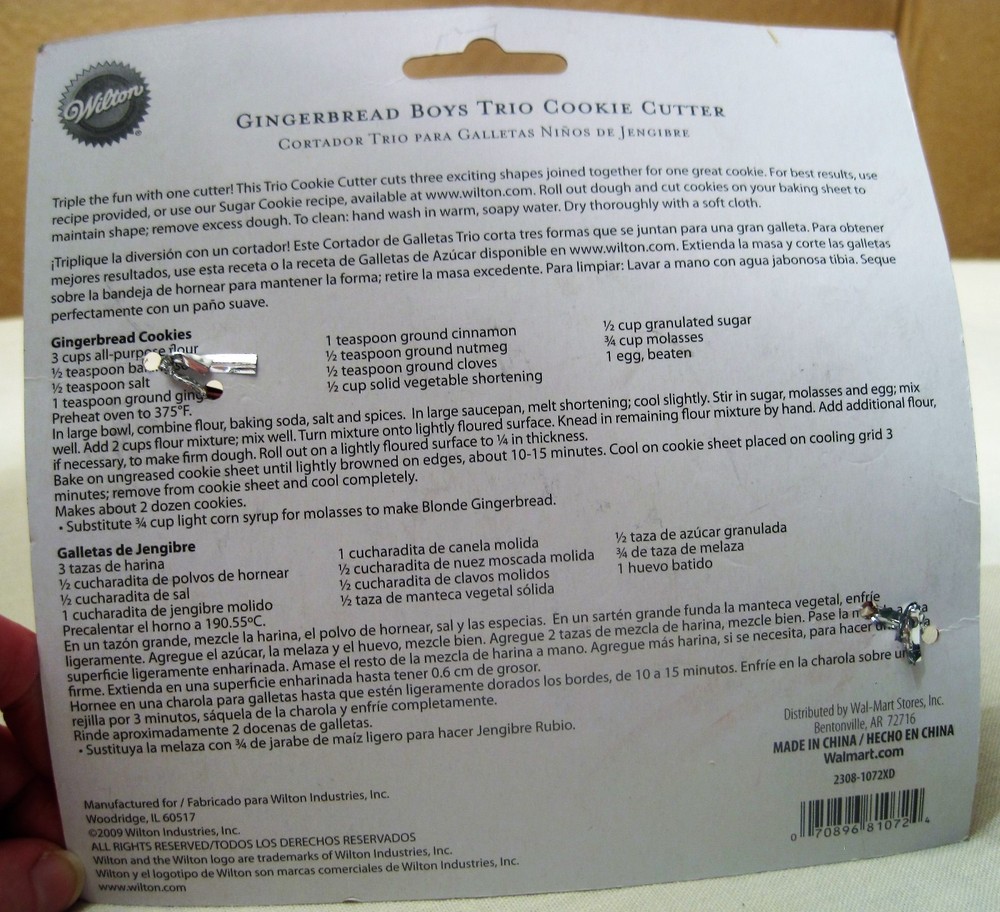 Wilton
GINGERBREAD BOYS TRIO COOKIE CUTTER
CORTADOR TRIO PARA GALLETAS NIÑOS DE JENGIBRE
Triple the fun with one cutter! This Trio Cookie Cutter cuts three exciting shapes joined together for one great cookie. For best results, use
recipe provided, or use our Sugar Cookie recipe, available at www.wilton.com. Roll out dough and cut cookies on your baking sheet to
maintain shape; remove excess dough. To clean: hand wash in warm, soapy water. Dry thoroughly with a soft cloth.
¡Triplique la diversión con un cortador! Este Cortador de Galletas Trio corta tres formas que se juntan para una gran galleta. Para obtener
mejores resultados, use esta receta o la receta de Galletas de Azúcar disponible en www.wilton.com. Extienda la masa y corte las galletas
sobre la bandeja de hornear para mantener la forma; retire la masa excedente. Para limpiar: Lavar a mano con agua jabonosa tibia. Seque
perfectamente con un paño suave.
Gingerbread Cookies
3 cups all-purpose flour
½ teaspoon
½ teaspoon salt
1 teaspoon ground
1 teaspoon ground cinnamon
½ teaspoon ground nutmeg
½ teaspoon ground cloves
½ cup solid vegetable shortening
½ cup granulated sugar
¾ cup molasses
1 egg, beaten
Preheat oven to 375°F.
In large bowl, combine flour, baking soda, salt and spices. In large saucepan, melt shortening; cool slightly. Stir in sugar, molasses and egg; mix
well. Add 2 cups flour mixture; mix well. Turn mixture onto lightly floured surface. Knead in remaining flour mixture by hand. Add additional flour,
if necessary, to make firm dough. Roll out on a lightly floured surface to ¼ in thickness.
Bake on ungreased cookie sheet until lightly browned on edges, about 10-15 minutes. Cool on cookie sheet placed on cooling grid 3
minutes; remove from cookie sheet and cool completely.
Makes about 2 dozen cookies.
• Substitute ¾ cup light corn syrup for molasses to make Blonde Gingerbread.
Galletas de Jengibre
3 tazas de harina
½ cucharadita de polvos de hornear
½ cucharadita de sal
1 cucharadita de jengibre molido
1 cucharadita de canela molida
½ cucharadita de nuez moscada molida
½ cucharadita de clavos molidos
½ taza de manteca vegetal sólida
½ taza de azúcar granulada
¾ de taza de melaza
1 huevo batido
Precalentar el horno a 190.55ºC.
En un tazón grande, mezcle la harina, el polvo de hornear, sal y las especies. En un sartén grande funda la manteca vegetal, enfríe
ligeramente. Agregue el azúcar, la melaza y el huevo, mezcle bien. Agregue 2 tazas de mezcla de harina, mezcle bien. Pase la
superficie ligeramente enharinada. Amase el resto de la mezcla de harina a mano. Agregue más harina, si se necesita, para hacer
firme. Extienda en una superficie enharinada hasta tener 0.6 cm de grosor.
Hornee en una charola para galletas hasta que estén ligeramente dorados los bordes, de 10 a 15 minutos. Enfríe en la charola sobre
rejilla por 3 minutos, sáquela de la charola y enfríe completamente.
Rinde aproximadamente 2 docenas de galletas.
• Sustituya la melaza con ¾ de jarabe de maíz ligero para hacer Jengibre Rubio.
Distributed by Wal-Mart Stores, Inc.
Bentonville, AR 72716
MADE IN CHINA / HECHO EN CHINA
Walmart.com
2308-1072XD
0 70896 81072 4
Manufactured for / Fabricado para Wilton Industries, Inc.
Woodridge, IL 60517
©2009 Wilton Industries, Inc.
ALL RIGHTS RESERVED/TODOS LOS DERECHOS RESERVADOS
Wilton and the Wilton logo are trademarks of Wilton Industries, Inc.
Wilton y el logotipo de Wilton son marcas comerciales de Wilton Industries, Inc.
www.wilton.com